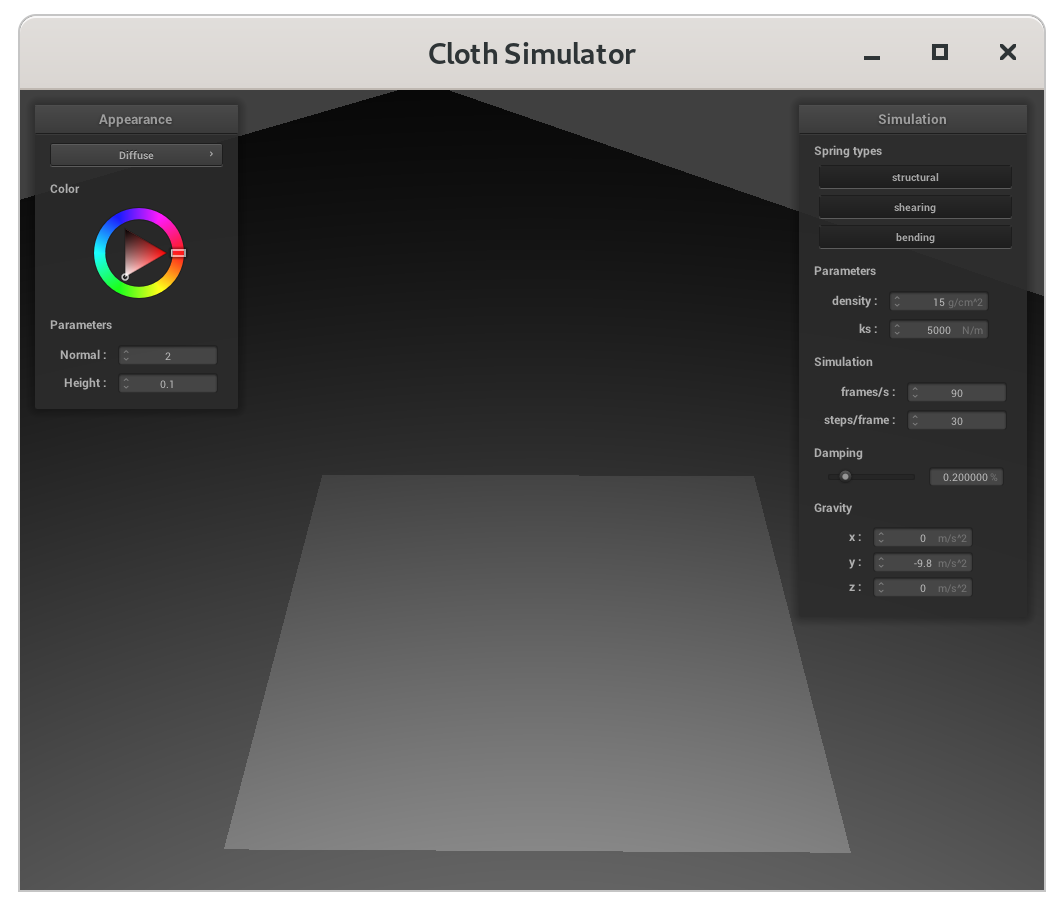 Cloth Simulator
Appearance
Diffuse
Color
Parameters
Normal : 2
Height : 0.1
Simulation
Spring types
structural
shearing
bending
Parameters
density : 15 g/cm^2
ks : 5000 N/m
Simulation
frames/s : 90
steps/frame : 30
Damping
0.200000 %
Gravity
x : 0 m/s^2
y : -9.8 m/s^2
z : 0 m/s^2